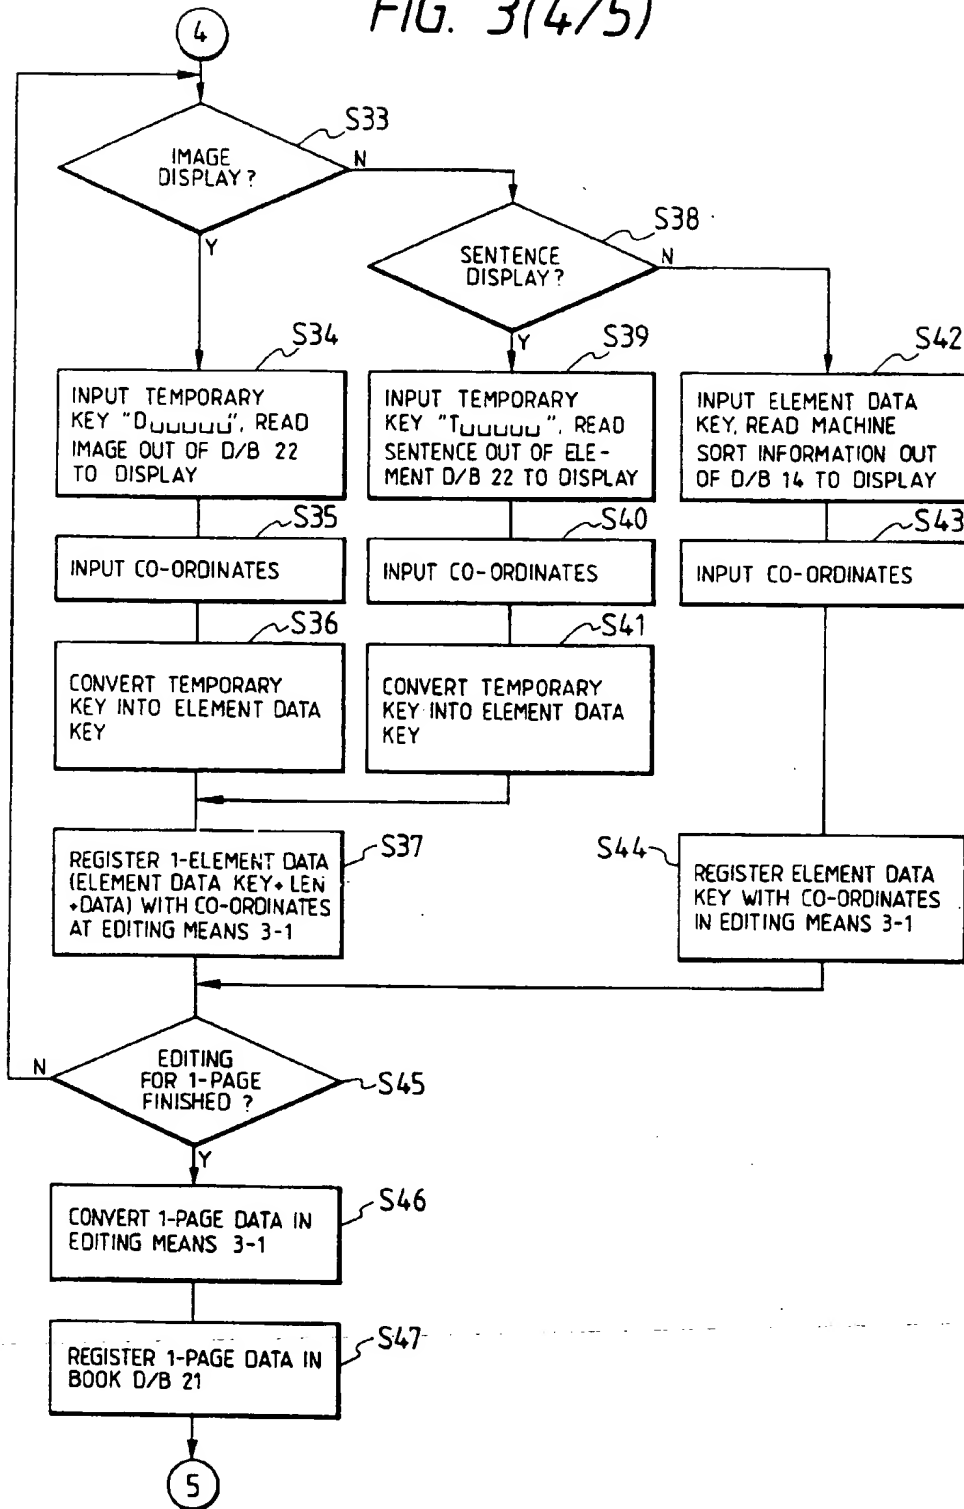 FIG. 3(4/5)
4
S33
IMAGE
DISPLAY?
N
Y
S38
SENTENCE
DISPLAY?
N
Y
S34
INPUT TEMPORARY
KEY "D␣␣␣␣␣", READ
IMAGE OUT OF D/B 22
TO DISPLAY
S39
INPUT TEMPORARY
KEY "T␣␣␣␣␣", READ
SENTENCE OUT OF ELE-
MENT D/B 22 TO DISPLAY
S42
INPUT ELEMENT DATA
KEY, READ MACHINE
SORT INFORMATION OUT
OF D/B 14 TO DISPLAY
S35
INPUT CO-ORDINATES
S40
INPUT CO-ORDINATES
S43
INPUT CO-ORDINATES
S36
CONVERT TEMPORARY
KEY INTO ELEMENT DATA
KEY
S41
CONVERT TEMPORARY
KEY INTO ELEMENT DATA
KEY
S37
REGISTER 1-ELEMENT DATA
(ELEMENT DATA KEY+LEN
+DATA) WITH CO-ORDINATES
AT EDITING MEANS 3-1
S44
REGISTER ELEMENT DATA
KEY WITH CO-ORDINATES
IN EDITING MEANS 3-1
N
EDITING
FOR 1-PAGE
FINISHED ?
S45
Y
S46
CONVERT 1-PAGE DATA IN
EDITING MEANS 3-1
S47
REGISTER 1-PAGE DATA IN
BOOK D/B 21
5